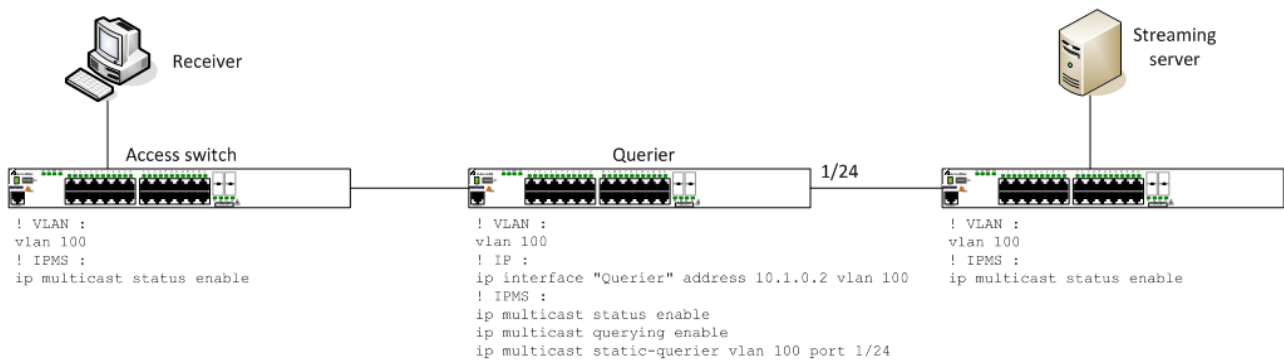 Receiver
Streaming
server
Access switch
Querier
1/24
! VLAN :
vlan 100
! IPMS :
ip multicast status enable
! VLAN :
vlan 100
! IP :
ip interface "Querier" address 10.1.0.2 vlan 100
! IPMS :
ip multicast status enable
ip multicast querying enable
ip multicast static-querier vlan 100 port 1/24
! VLAN :
vlan 100
! IPMS :
ip multicast status enable